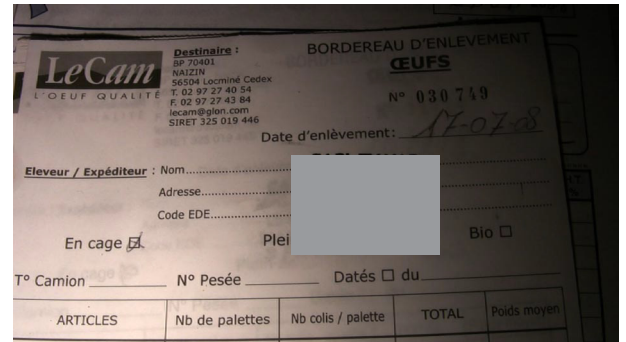 LeCam
L'OEUF QUALITÉ
Destinaire :
BP 70401
NAIZIN
56504 Locminé Cedex
T. 02 97 27 40 54
F. 02 97 27 43 84
lecam@glon.com
SIRET 325 019 446
BORDEREAU D'ENLEVEMENT
ŒUFS
N° 030749
Date d'enlèvement: 17-07-08
Eleveur / Expéditeur : Nom
Adresse
Code EDE
En cage Bio
T° Camion N° Pesée Datés du
ARTICLES Nb de palettes Nb colis / palette TOTAL Poids moyen